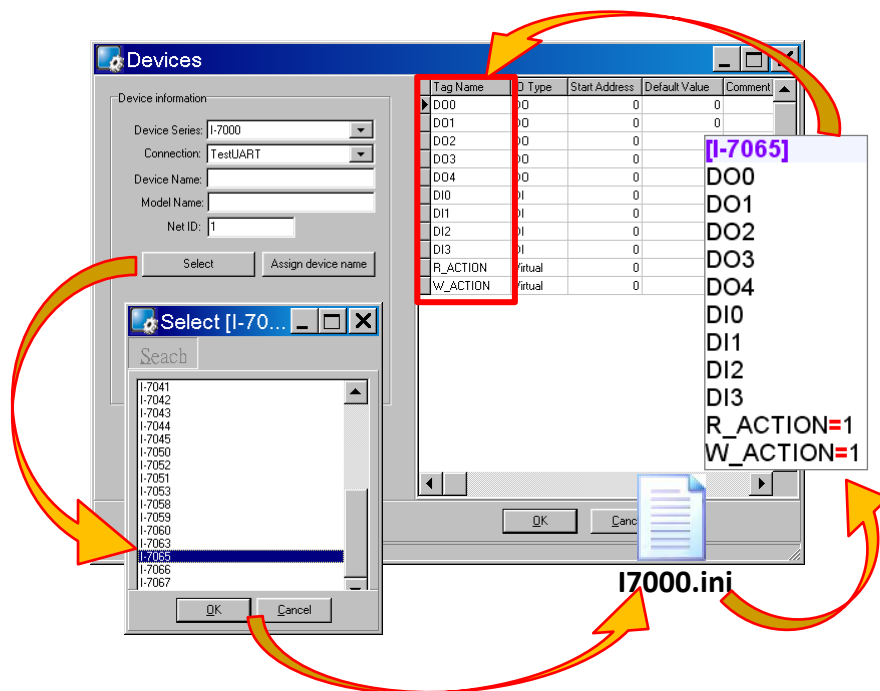 Devices
Device information
Device Series: I-7000
Connection: TestUART
Device Name:
Model Name:
Net ID: 1
Select
Assign device name
Tag Name IO Type Start Address Default Value Comment
DO0 DO 0 0
DO1 DO 0 0
DO2 DO 0
DO3 DO 0
DO4 DO 0
DI0 DI 0
DI1 DI 0
DI2 DI 0
DI3 DI 0
R_ACTION Virtual 0
W_ACTION Virtual 0
OK
[I-7065]
DO0
DO1
DO2
DO3
DO4
DI0
DI1
DI2
DI3
R_ACTION=1
W_ACTION=1
Select [I-70...
Seach
I-7041
I-7042
I-7043
I-7044
I-7045
I-7050
I-7052
I-7051
I-7053
I-7058
I-7059
I-7060
I-7063
I-7065
I-7066
I-7067
OK
Cancel
I7000.ini